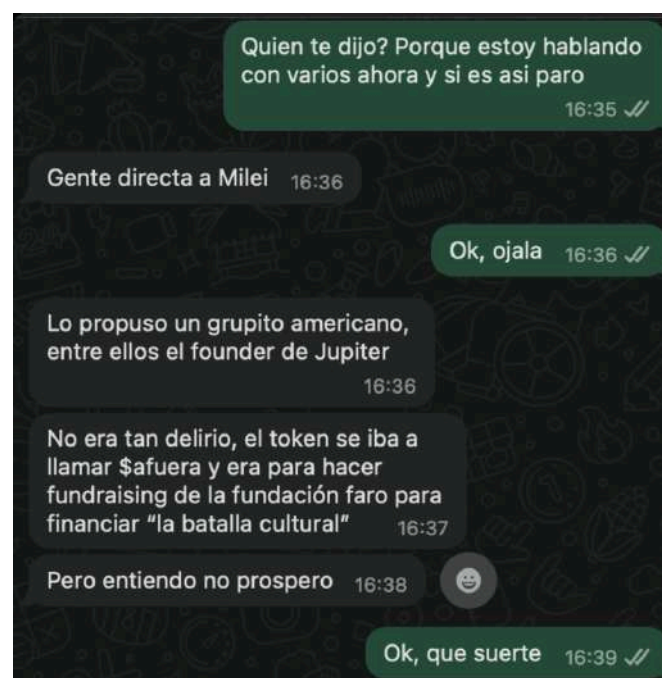 Quien te dijo? Porque estoy hablando
con varios ahora y si es asi paro
16:35
Gente directa a Milei 16:36
Ok, ojala 16:36
Lo propuso un grupito americano,
entre ellos el founder de Jupiter
16:36
No era tan delirio, el token se iba a
llamar $afuera y era para hacer
fundraising de la fundación faro para
financiar “la batalla cultural” 16:37
Pero entiendo no prospero 16:38
Ok, que suerte 16:39